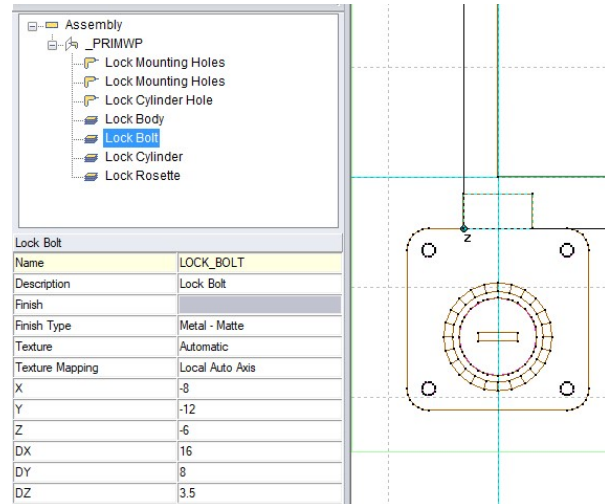 Assembly
_PRIMWP
Lock Mounting Holes
Lock Mounting Holes
Lock Cylinder Hole
Lock Body
Lock Bolt
Lock Cylinder
Lock Rosette
Lock Bolt
Name LOCK_BOLT
Description Lock Bolt
Finish
Finish Type Metal - Matte
Texture Automatic
Texture Mapping Local Auto Axis
X -8
Y -12
Z -6
DX 16
DY 8
DZ 3.5
Z